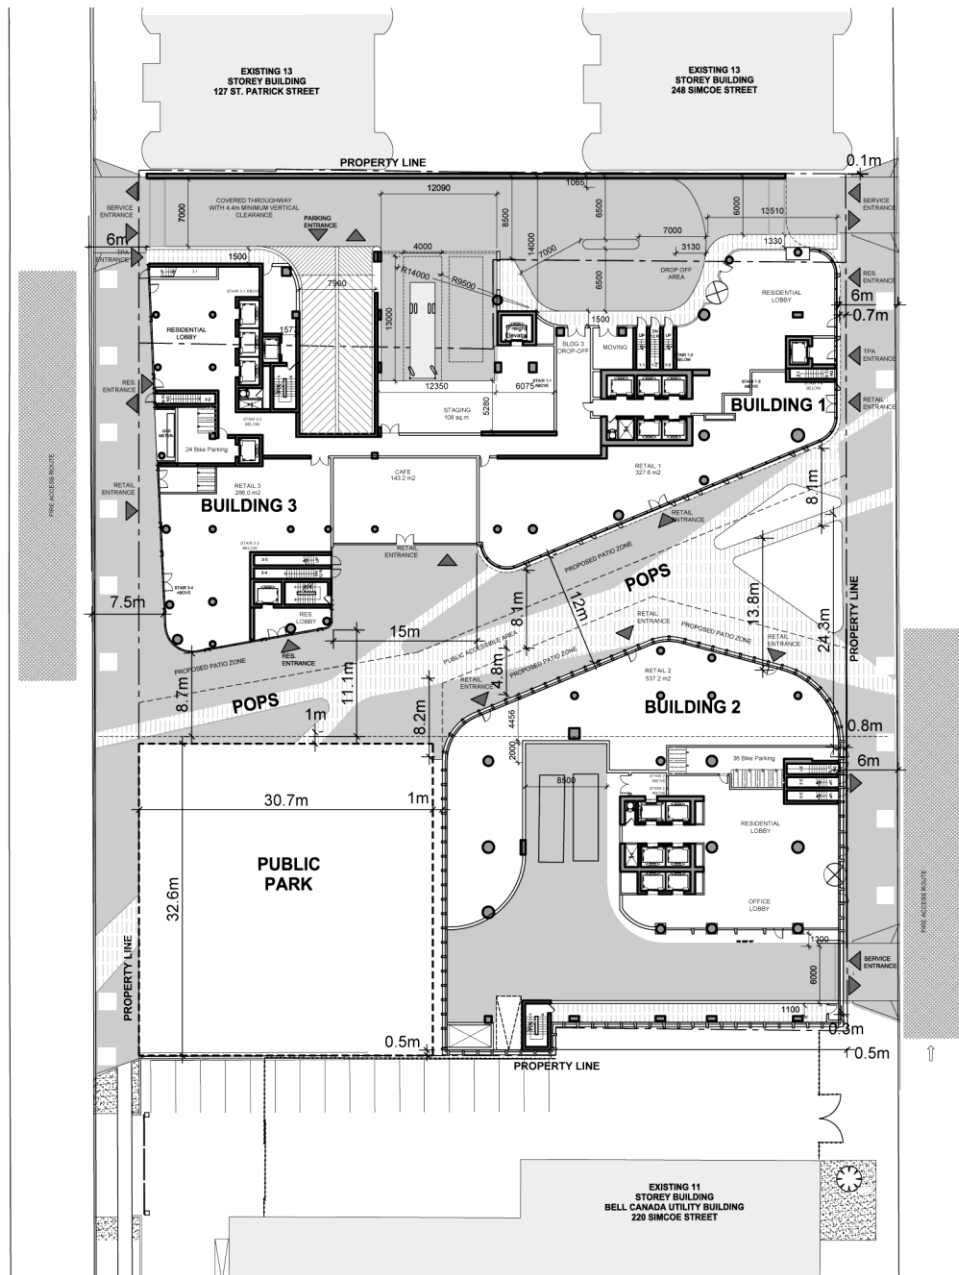 EXISTING 13
STOREY BUILDING
127 ST. PATRICK STREET
EXISTING 13
STOREY BUILDING
248 SIMCOE STREET
PROPERTY LINE
0.1m
12090
1065
COVERED THROUGHWAY
WITH 4.4m MINIMUM VERTICAL
CLEARANCE
7000
PARKING
ENTRANCE
SERVICE
ENTRANCE
6m
TPA
ENTRANCE
1500
4000
8500
14000
7000
6500
6500
7000
3130
6000
13510
1330
DROP OFF
AREA
SERVICE
ENTRANCE
RES.
ENTRANCE
6m
0.7m
R14000
R9500
7900
13000
RESIDENTIAL
LOBBY
RESIDENTIAL
LOBBY
1500
BLDG 3
DROP-OFF
MOVING
TPA
ENTRANCE
RES.
ENTRANCE
12350
6075
STAGING
108 sq.m
5280
BUILDING 1
RETAIL
ENTRANCE
24 Bike Parking
CAFE
143.2 m2
RETAIL 1
327.6 m2
RETAIL 3
286.0 m2
BUILDING 3
RETAIL
ENTRANCE
RETAIL
ENTRANCE
8.1m
FIRE ACCESS ROUTE
RETAIL
ENTRANCE
PROPOSED PATIO ZONE
POPS
7.5m
RES.
LOBBY
8.1m
12m
13.8m
24.3m
PROPERTY LINE
RETAIL
ENTRANCE
15m
PUBLIC ACCESSIBLE AREA
PROPOSED PATIO ZONE
RES.
ENTRANCE
PROPOSED PATIO ZONE
PROPOSED PATIO ZONE
RETAIL
ENTRANCE
RETAIL
ENTRANCE
4.8m
8.7m
11.1m
POPS
1m
8.2m
RETAIL 2
537.2 m2
BUILDING 2
4456
2000
0.8m
36 Bike Parking
6m
8500
30.7m
1m
RESIDENTIAL
LOBBY
PUBLIC
PARK
32.6m
OFFICE
LOBBY
FIRE ACCESS ROUTE
PROPERTY LINE
1300
6000
SERVICE
ENTRANCE
1100
0.5m
0.3m
0.5m
PROPERTY LINE
EXISTING 11
STOREY BUILDING
BELL CANADA UTILITY BUILDING
220 SIMCOE STREET